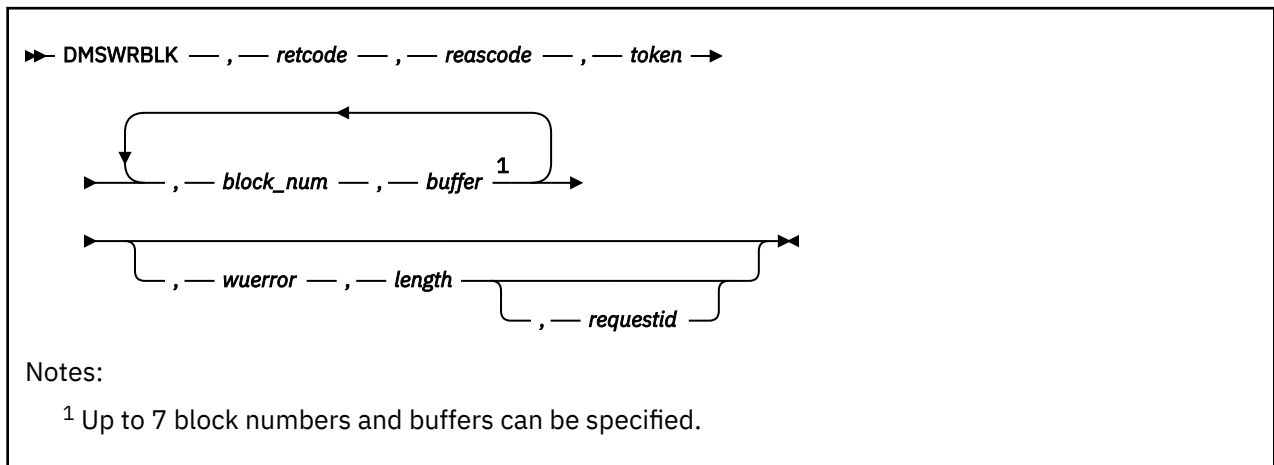 DMSWRBLK , retcode , reascode , token
, block_num , buffer 1
, wuerror , length
, requestid
Notes:
1 Up to 7 block numbers and buffers can be specified.